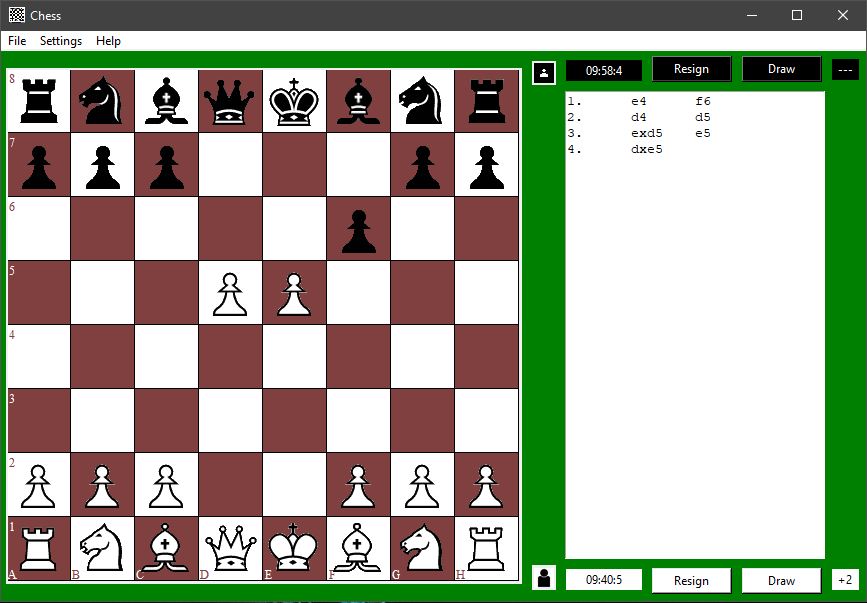 Chess
File Settings Help
09:58:4 Resign Draw ---
1. e4 f6
2. d4 d5
3. exd5 e5
4. dxe5
8
7
6
5
4
3
2
1
A B C D E F G H
09:40:5 Resign Draw +2